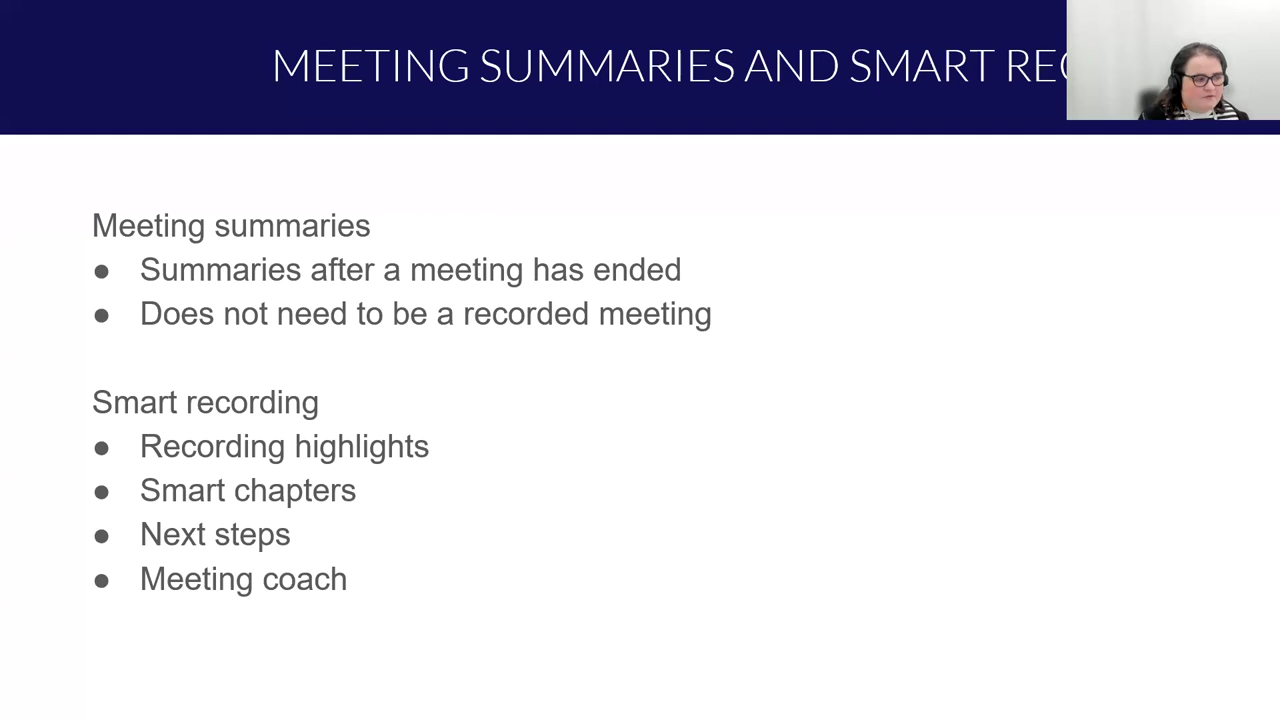 MEETING SUMMARIES AND SMART
Meeting summaries
● Summaries after a meeting has ended
● Does not need to be a recorded meeting
Smart recording
● Recording highlights
● Smart chapters
● Next steps
● Meeting coach